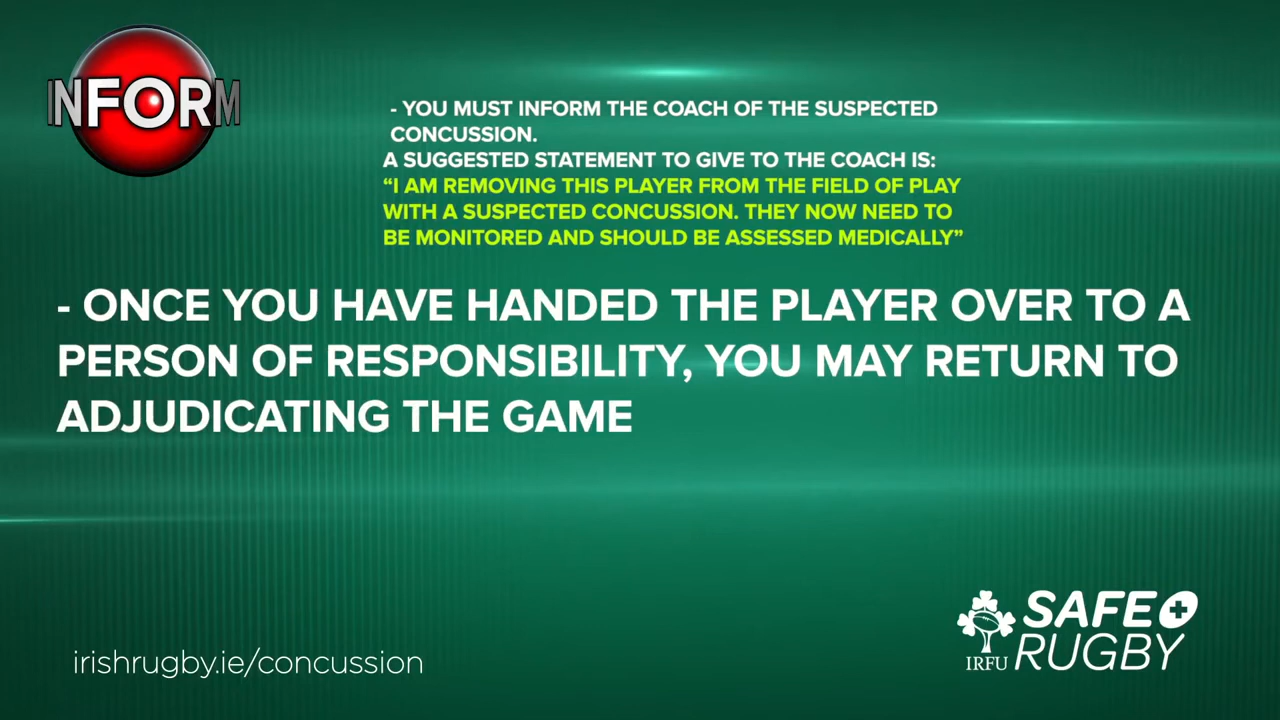 INFORM
- YOU MUST INFORM THE COACH OF THE SUSPECTED
CONCUSSION.
A SUGGESTED STATEMENT TO GIVE TO THE COACH IS:
“I AM REMOVING THIS PLAYER FROM THE FIELD OF PLAY
WITH A SUSPECTED CONCUSSION. THEY NOW NEED TO
BE MONITORED AND SHOULD BE ASSESSED MEDICALLY”
- ONCE YOU HAVE HANDED THE PLAYER OVER TO A
PERSON OF RESPONSIBILITY, YOU MAY RETURN TO
ADJUDICATING THE GAME
irishrugby.ie/concussion
IRFU
SAFE
RUGBY